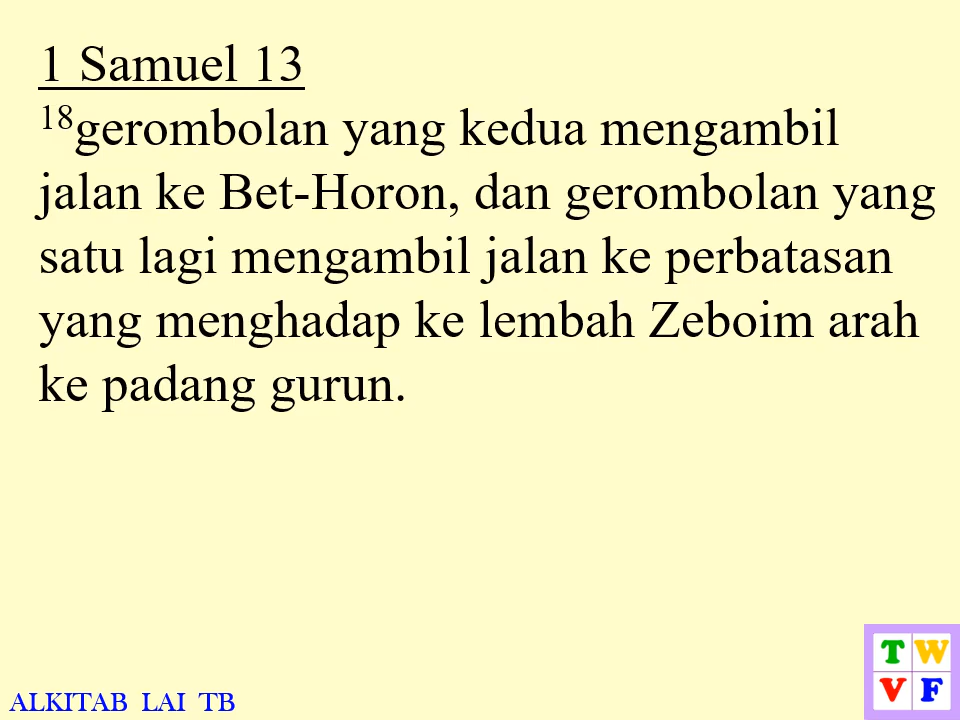 1 Samuel 13
18gerombolan yang kedua mengambil
jalan ke Bet-Horon, dan gerombolan yang
satu lagi mengambil jalan ke perbatasan
yang menghadap ke lembah Zeboim arah
ke padang gurun.
ALKITAB LAI TB
T W
V F